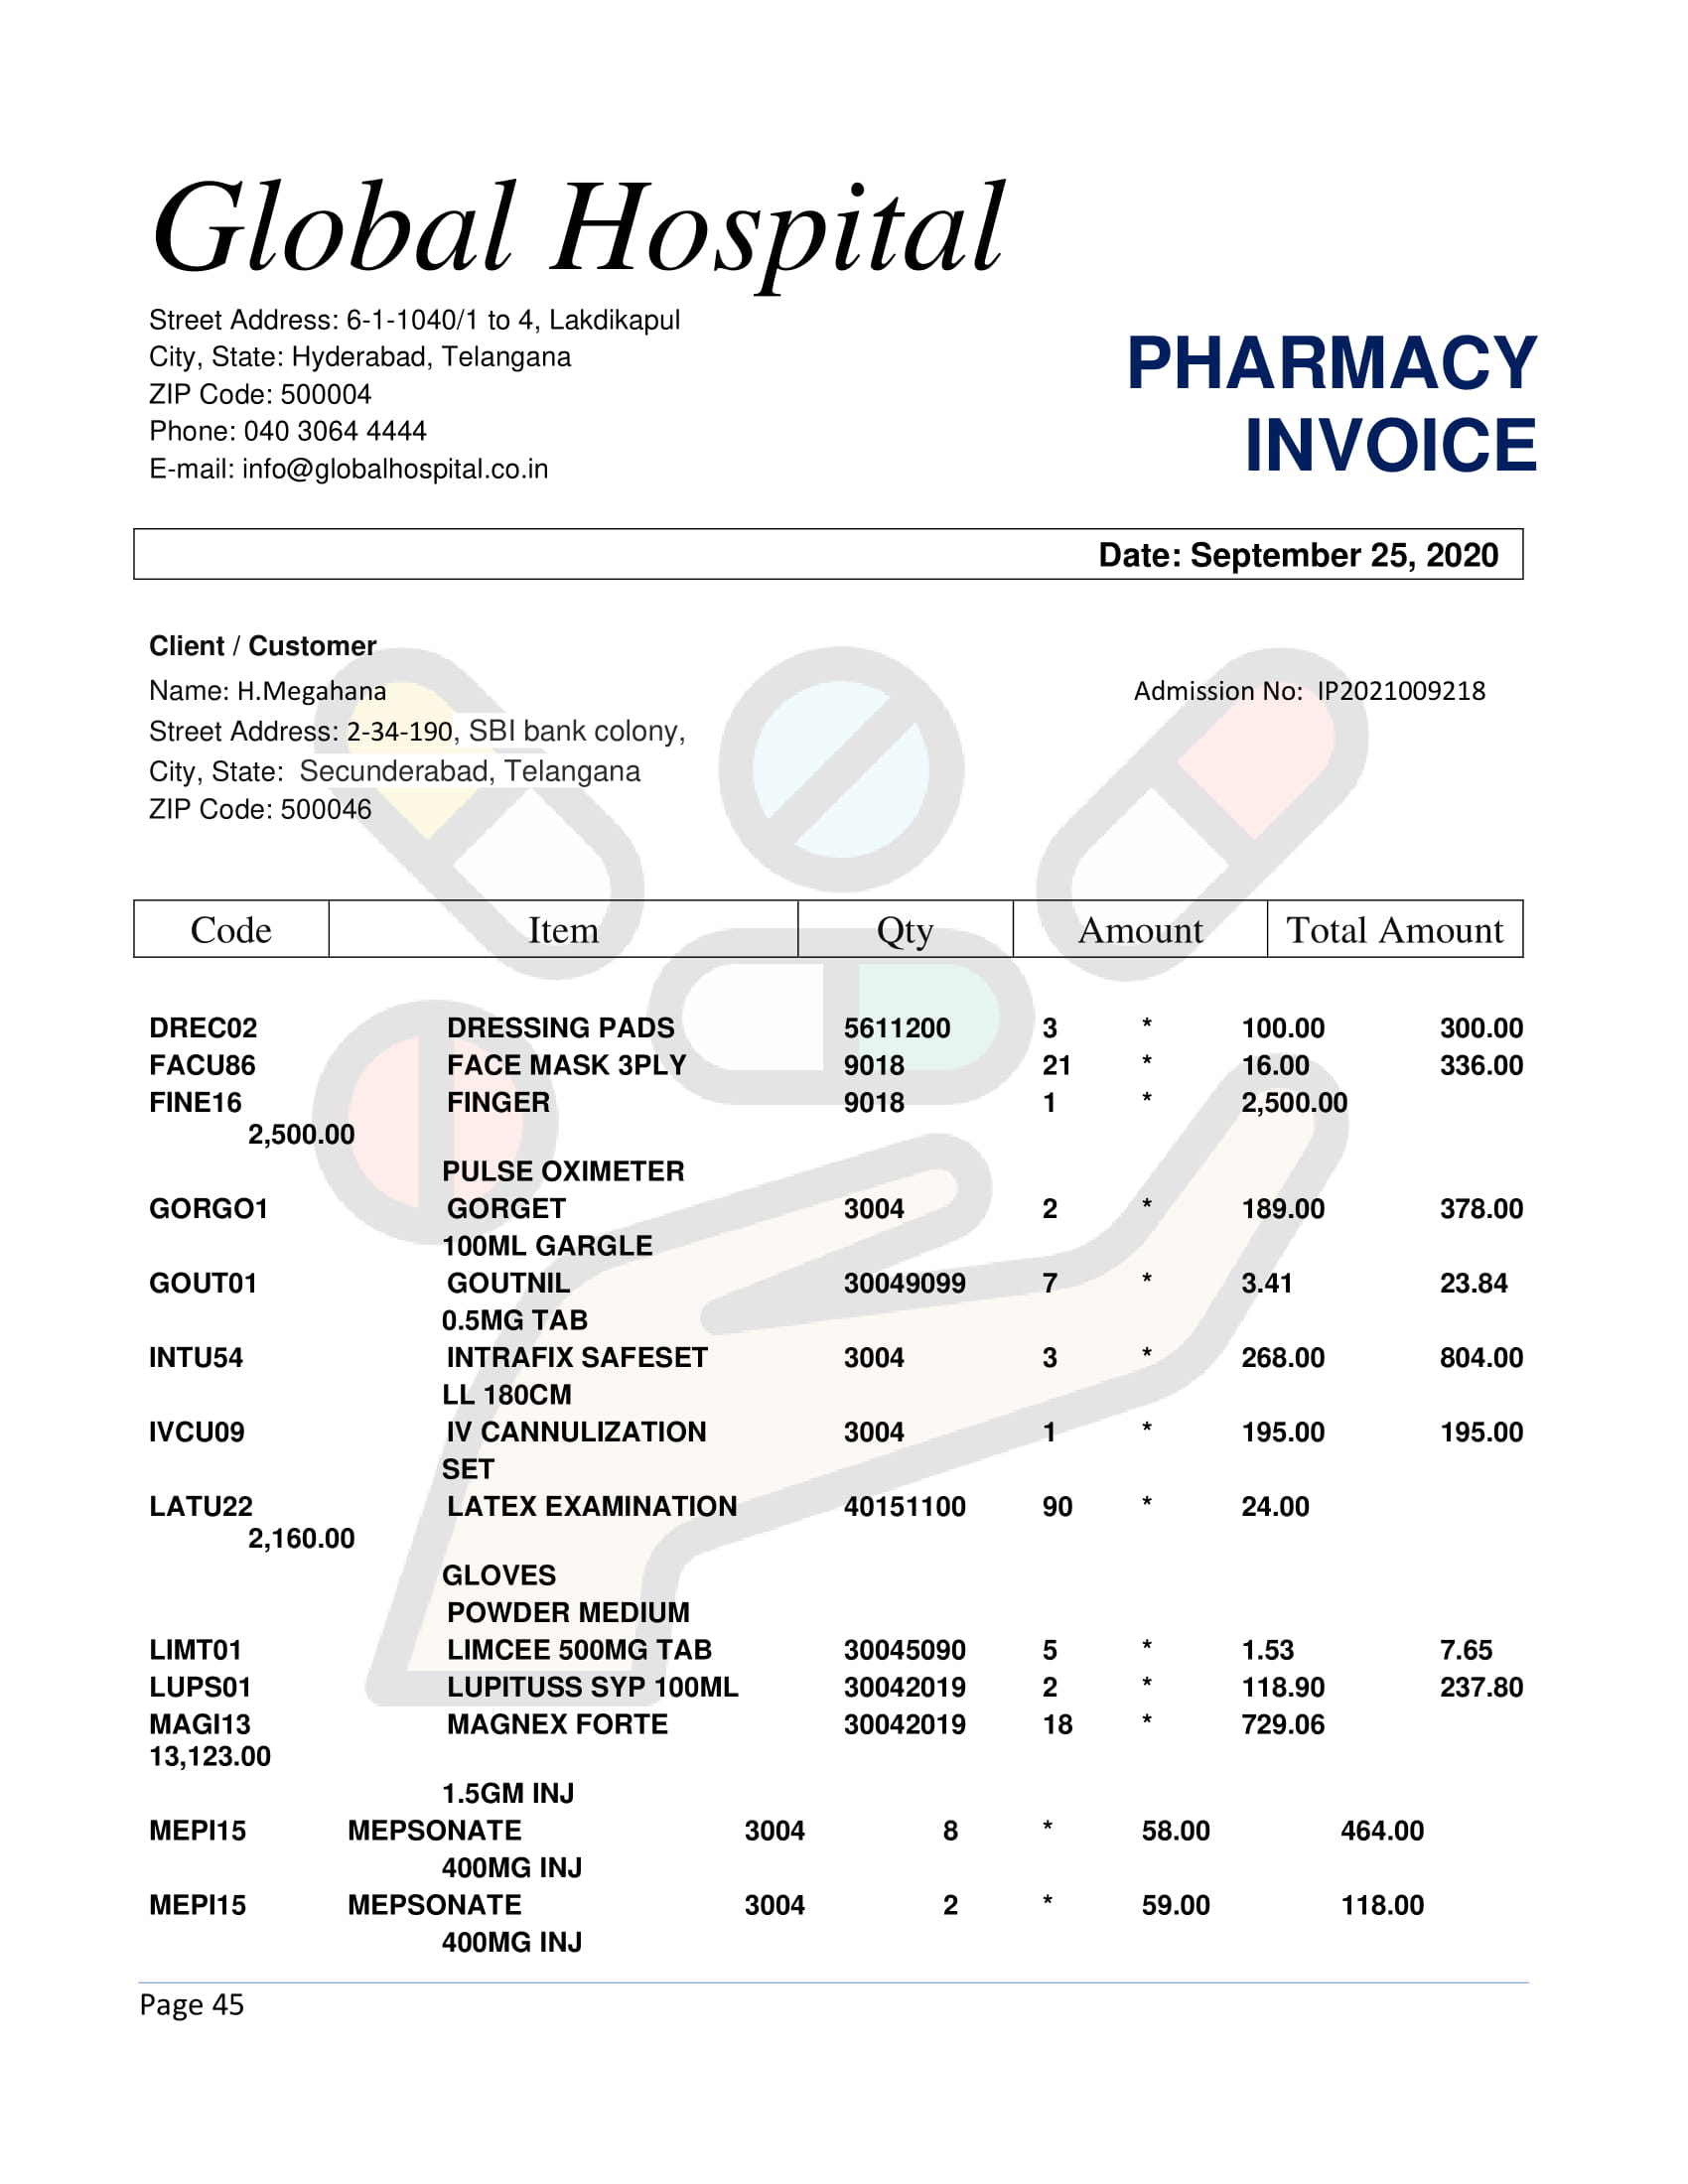 Global Hospital
Street Address: 6-1-1040/1 to 4, Lakdikapul
City, State: Hyderabad, Telangana
ZIP Code: 500004
Phone: 040 3064 4444
E-mail: info@globalhospital.co.in
PHARMACY
INVOICE
Date: September 25, 2020
Client / Customer
Name: H.Megahana Admission No: IP2021009218
Street Address: 2-34-190, SBI bank colony,
City, State: Secunderabad, Telangana
ZIP Code: 500046
Code Item Qty Amount Total Amount
DREC02 DRESSING PADS 5611200 3 * 100.00 300.00
FACU86 FACE MASK 3PLY 9018 21 * 16.00 336.00
FINE16 FINGER 9018 1 * 2,500.00
2,500.00
PULSE OXIMETER
GORGO1 GORGET 3004 2 * 189.00 378.00
100ML GARGLE
GOUT01 GOUTNIL 30049099 7 * 3.41 23.84
0.5MG TAB
INTU54 INTRAFIX SAFESET 3004 3 * 268.00 804.00
LL 180CM
IVCU09 IV CANNULIZATION 3004 1 * 195.00 195.00
SET
LATU22 LATEX EXAMINATION 40151100 90 * 24.00
2,160.00
GLOVES
POWDER MEDIUM
LIMT01 LIMCEE 500MG TAB 30045090 5 * 1.53 7.65
LUPS01 LUPITUSS SYP 100ML 30042019 2 * 118.90 237.80
MAGI13 MAGNEX FORTE 30042019 18 * 729.06
13,123.00
1.5GM INJ
MEPI15 MEPSONATE 3004 8 * 58.00 464.00
400MG INJ
MEPI15 MEPSONATE 3004 2 * 59.00 118.00
400MG INJ
Page 45